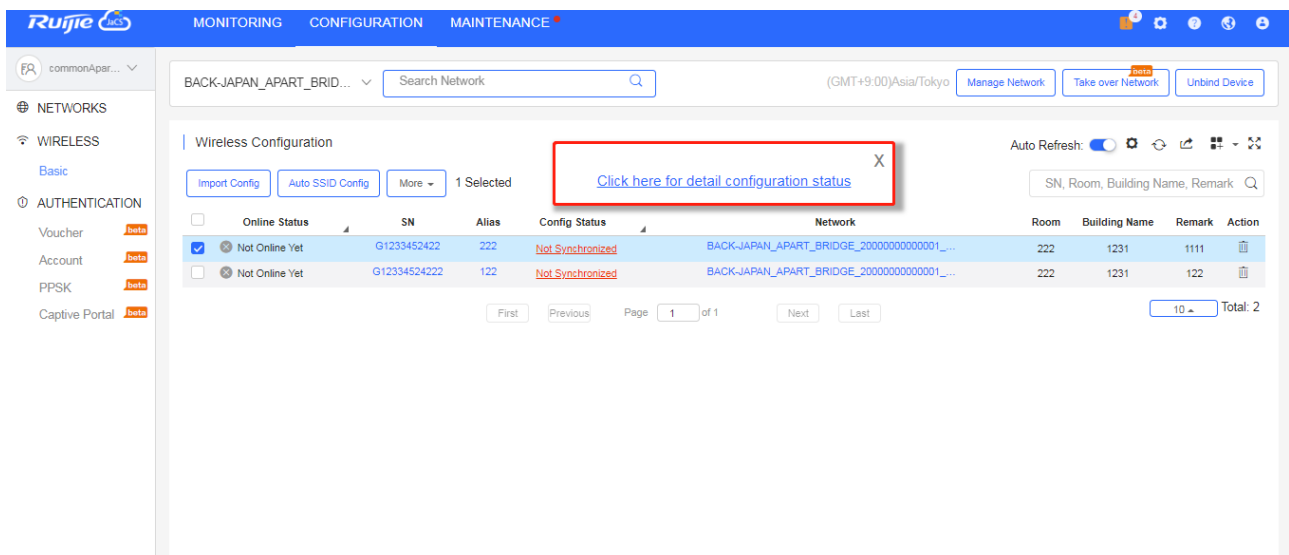 Ruijie JaCS MONITORING CONFIGURATION MAINTENANCE 4
commonApar...
BACK-JAPAN_APART_BRID... Search Network (GMT+9:00)Asia/Tokyo Manage Network beta Take over Network Unbind Device
NETWORKS
WIRELESS
Basic
AUTHENTICATION
Voucher beta
Account beta
PPSK beta
Captive Portal beta
Wireless Configuration Auto Refresh:
X
Click here for detail configuration status
Import Config Auto SSID Config More 1 Selected SN, Room, Building Name, Remark
Online Status SN Alias Config Status Network Room Building Name Remark Action
Not Online Yet G1233452422 222 Not Synchronized BACK-JAPAN_APART_BRIDGE_20000000000001_... 222 1231 1111
Not Online Yet G12334524222 122 Not Synchronized BACK-JAPAN_APART_BRIDGE_20000000000001_... 222 1231 122
First Previous Page 1 of 1 Next Last 10 Total: 2